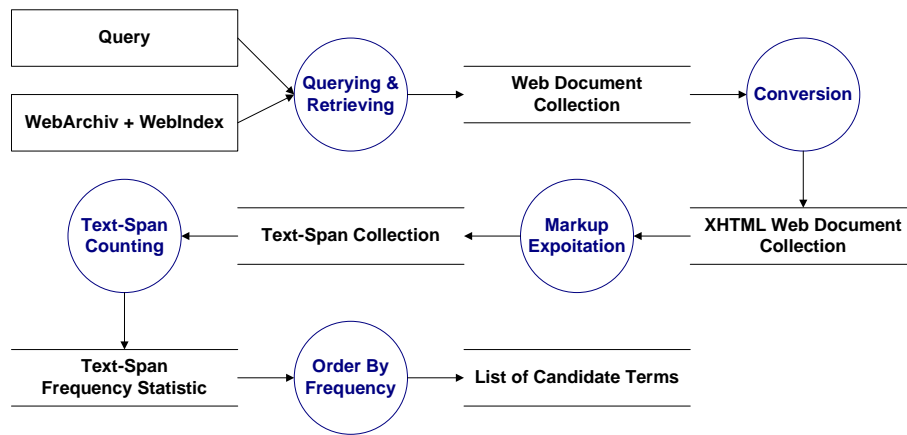 Query
WebArchiv + WebIndex
Querying &
Retrieving
Web Document
Collection
Conversion
Text-Span
Counting
Text-Span Collection
Markup
Expoitation
XHTML Web Document
Collection
Text-Span
Frequency Statistic
Order By
Frequency
List of Candidate Terms